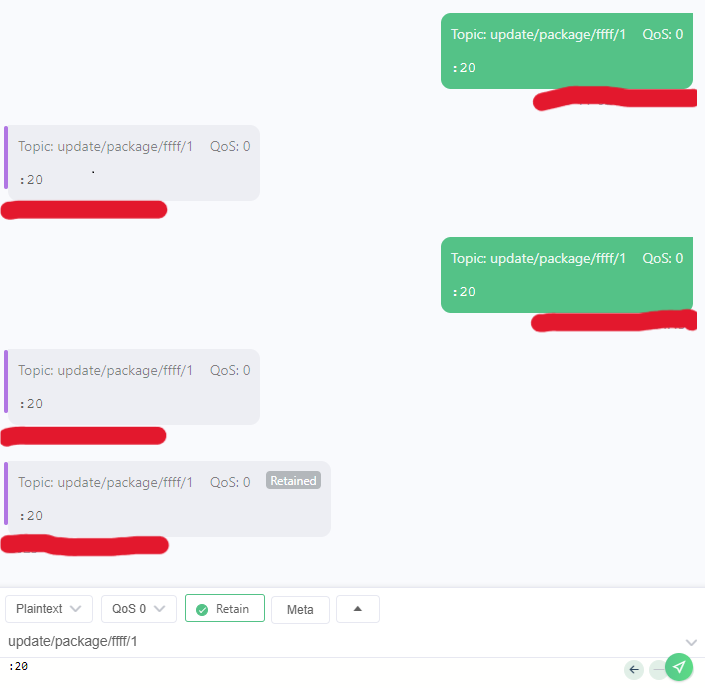 Topic: update/package/ffff/1 QoS: 0
:20
Topic: update/package/ffff/1 QoS: 0
:20
Topic: update/package/ffff/1 QoS: 0
:20
Topic: update/package/ffff/1 QoS: 0
:20
Topic: update/package/ffff/1 QoS: 0 Retained
:20
Plaintext QoS 0 Retain Meta
update/package/ffff/1
:20